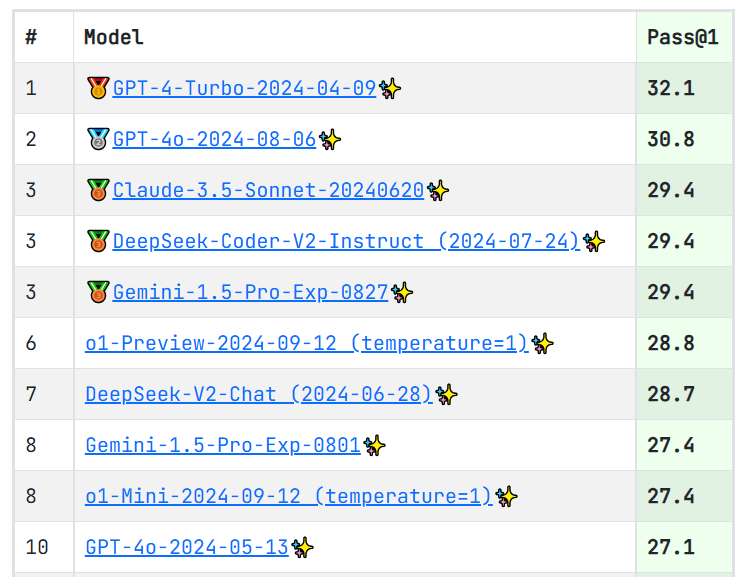 # Model Pass@1
1 🥇GPT-4-Turbo-2024-04-09✨ 32.1
2 🥈GPT-4o-2024-08-06✨ 30.8
3 🥉Claude-3.5-Sonnet-20240620✨ 29.4
3 🥉DeepSeek-Coder-V2-Instruct (2024-07-24)✨ 29.4
3 🥉Gemini-1.5-Pro-Exp-0827✨ 29.4
6 o1-Preview-2024-09-12 (temperature=1)✨ 28.8
7 DeepSeek-V2-Chat (2024-06-28)✨ 28.7
8 Gemini-1.5-Pro-Exp-0801✨ 27.4
8 o1-Mini-2024-09-12 (temperature=1)✨ 27.4
10 GPT-4o-2024-05-13✨ 27.1